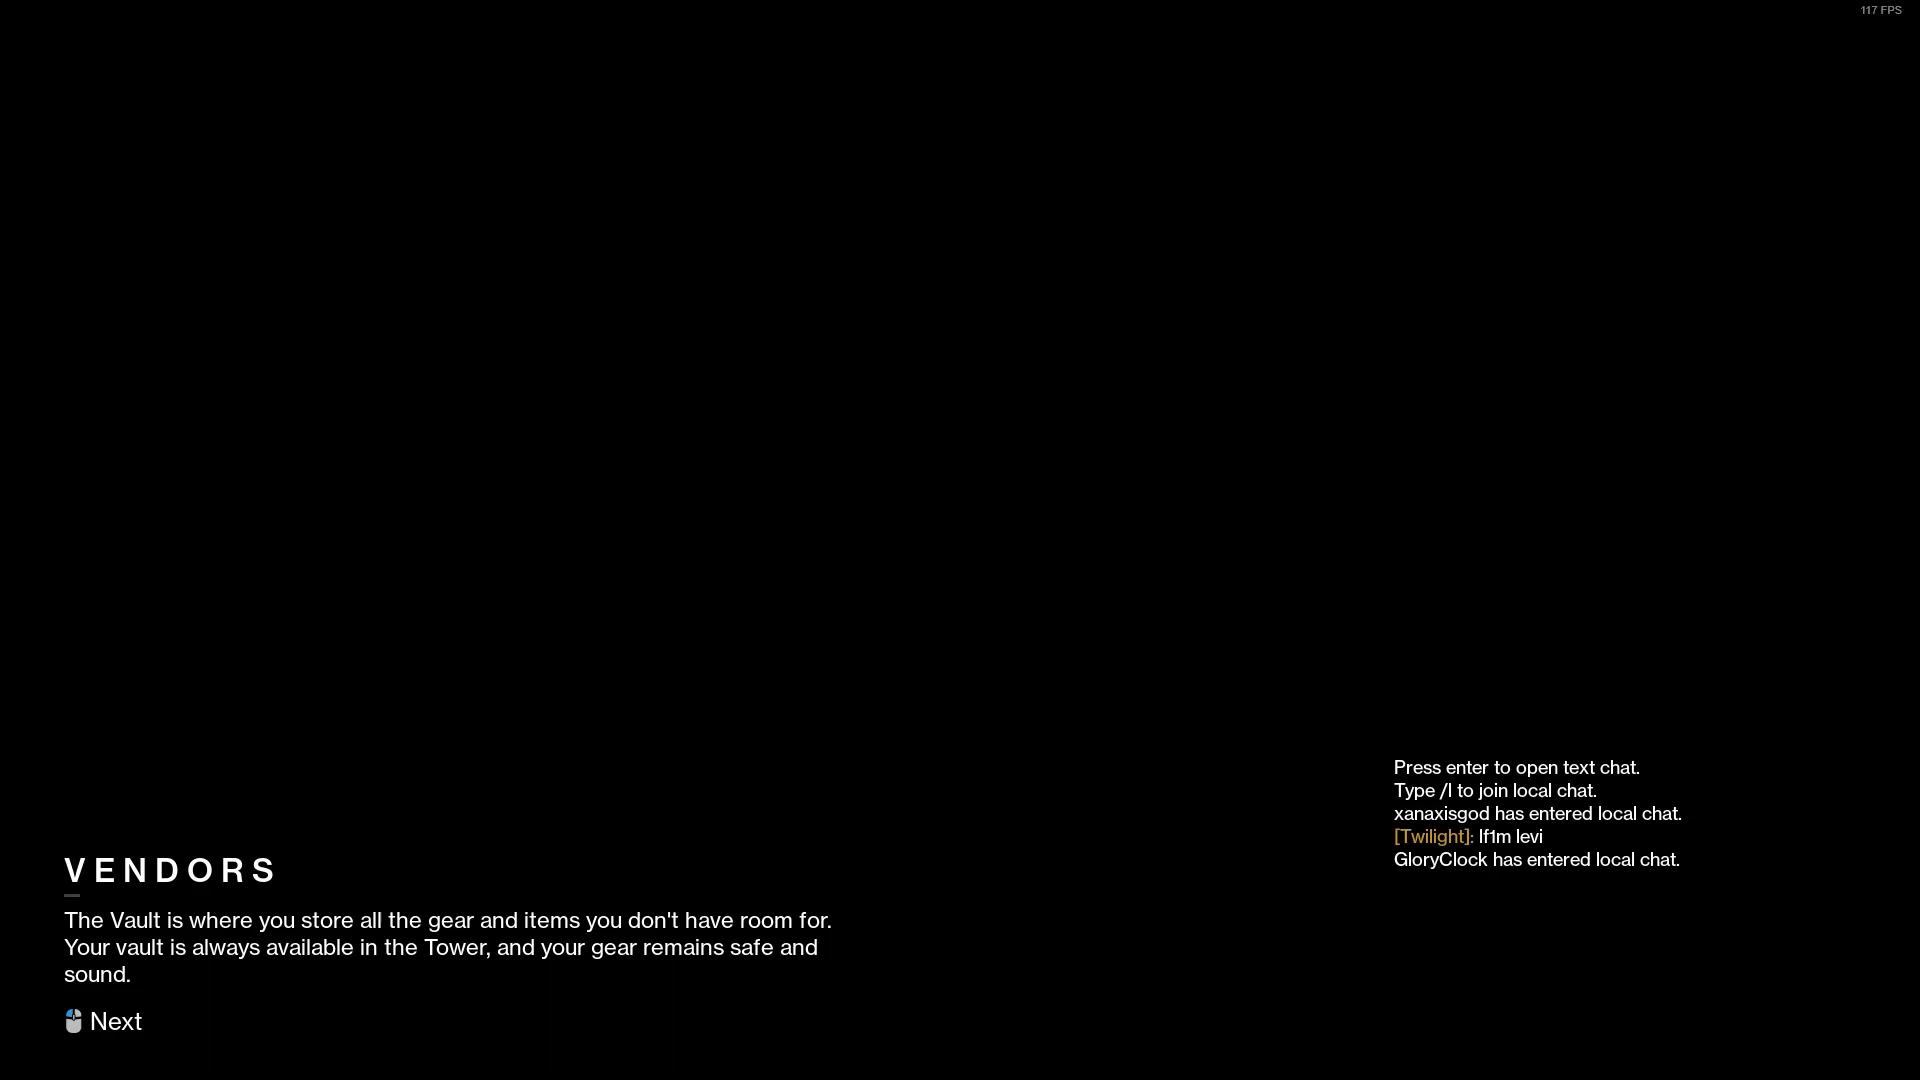 117 FPS
Press enter to open text chat.
Type /l to join local chat.
xanaxisgod has entered local chat.
[Twilight]: lf1m levi
GloryClock has entered local chat.
VENDORS
The Vault is where you store all the gear and items you don't have room for.
Your vault is always available in the Tower, and your gear remains safe and
sound.
Next